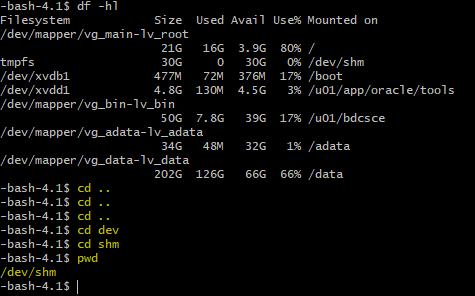 -bash-4.1$ df -hl
Filesystem            Size  Used Avail Use% Mounted on
/dev/mapper/vg_main-lv_root
                       21G   16G  3.9G  80% /
tmpfs                  30G     0   30G   0% /dev/shm
/dev/xvdb1            477M   72M  376M  17% /boot
/dev/xvdd1            4.8G  130M  4.5G   3% /u01/app/oracle/tools
/dev/mapper/vg_bin-lv_bin
                       50G  7.8G   39G  17% /u01/bdcsce
/dev/mapper/vg_adata-lv_adata
                       34G   48M   32G   1% /adata
/dev/mapper/vg_data-lv_data
                      202G  126G   66G  66% /data
-bash-4.1$ cd ..
-bash-4.1$ cd ..
-bash-4.1$ cd ..
-bash-4.1$ cd dev
-bash-4.1$ cd shm
-bash-4.1$ pwd
/dev/shm
-bash-4.1$